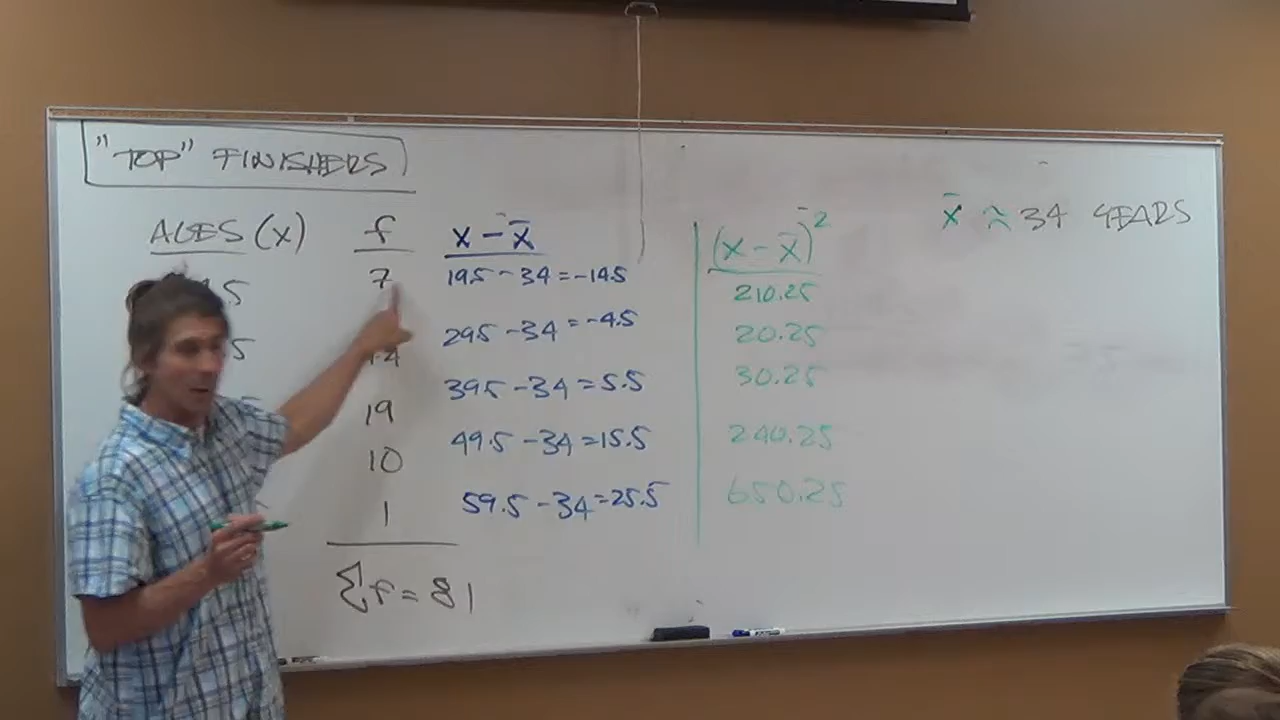 "TOP" FINISHERS
AGES (x) f x - x̄ (x - x̄)² x̄ ≈ 34 YEARS
.5 7 19.5 - 34 = -14.5 210.25
5 29.5 - 34 = -4.5 20.25
19 39.5 - 34 = 5.5 30.25
10 49.5 - 34 = 15.5 240.25
1 59.5 - 34 = 25.5 650.25
Σf = 81